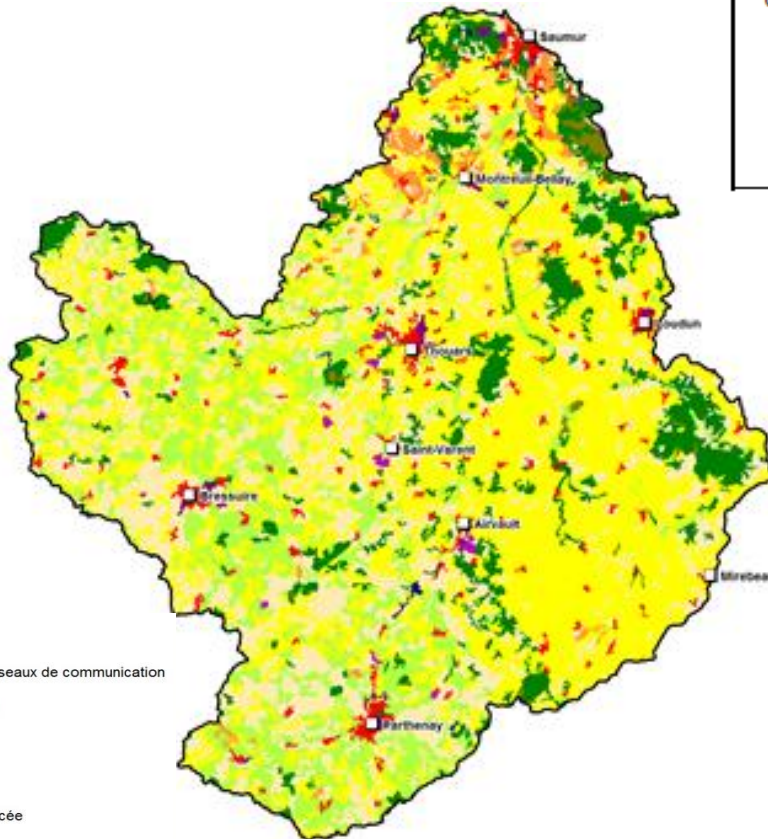 Saumur
Montreuil-Bellay
Loudun
Thouars
Saint-Varent
Bressuire
Airvault
Mirebea
seaux de communication
Parthenay
cée